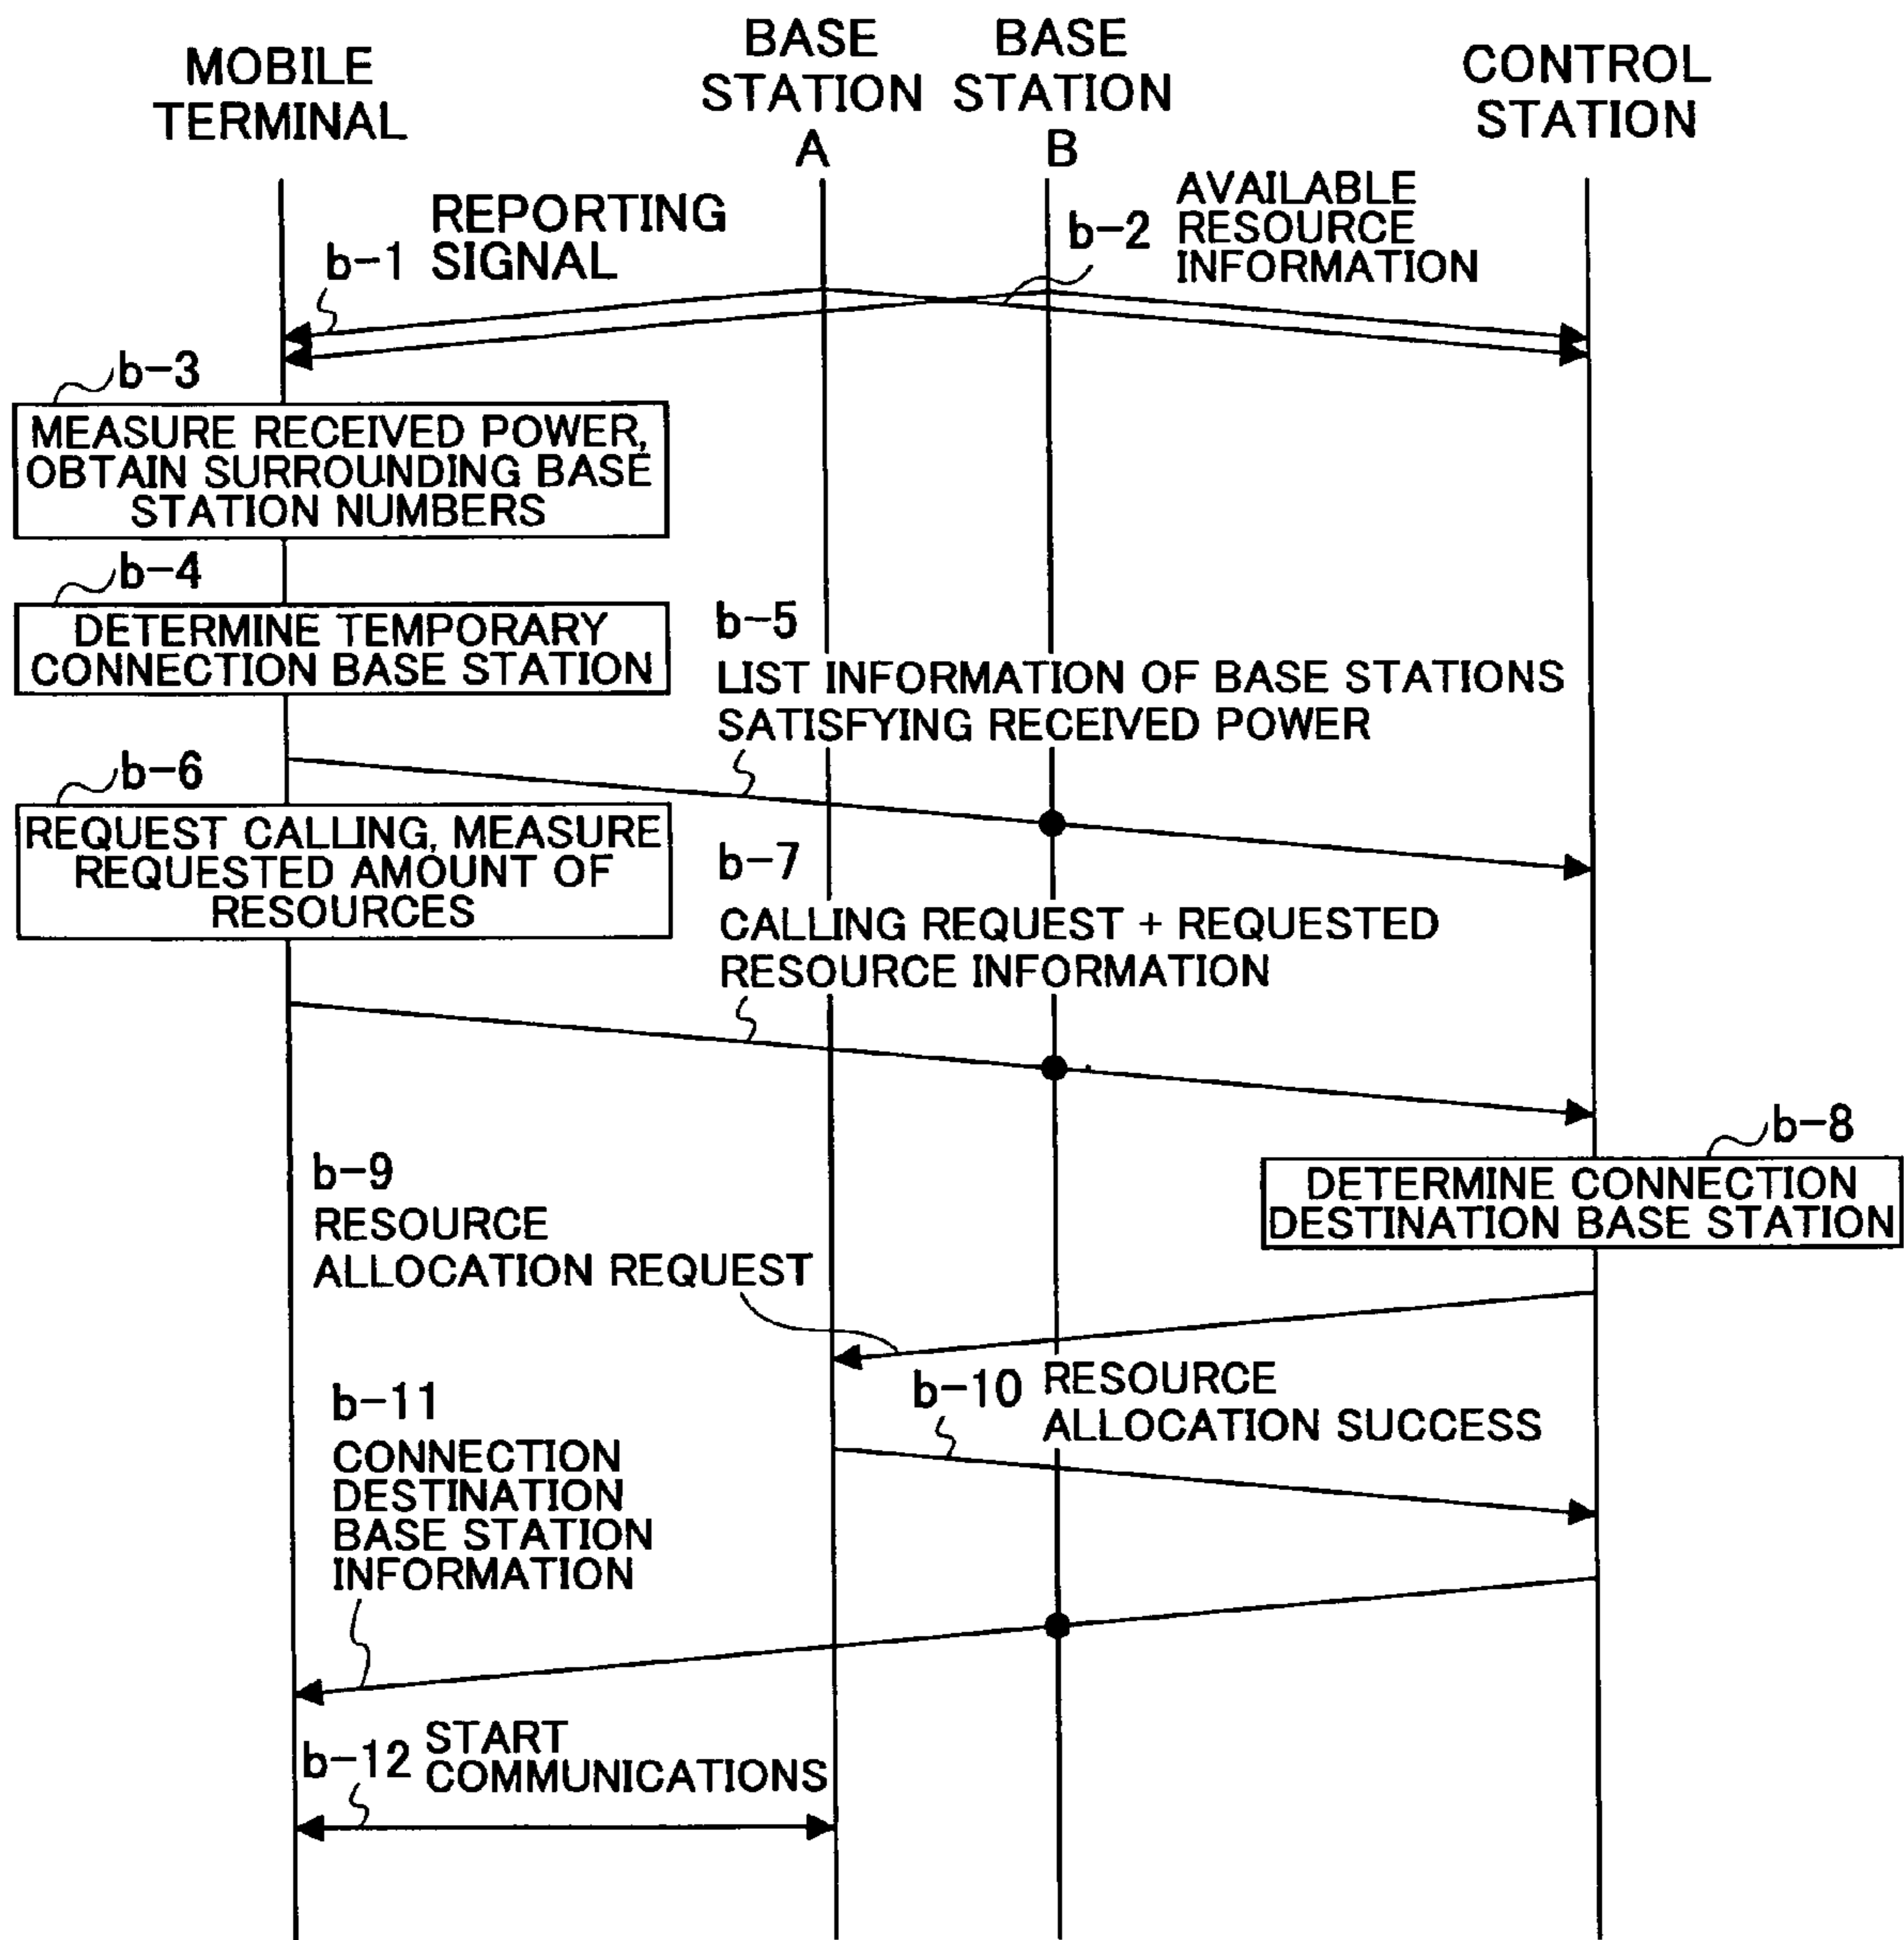 MOBILE
TERMINAL
BASE
STATION
A
BASE
STATION
B
CONTROL
STATION
b-1
REPORTING
SIGNAL
b-2
AVAILABLE
RESOURCE
INFORMATION
b-3
MEASURE RECEIVED POWER,
OBTAIN SURROUNDING BASE
STATION NUMBERS
b-4
DETERMINE TEMPORARY
CONNECTION BASE STATION
b-5
LIST INFORMATION OF BASE STATIONS
SATISFYING RECEIVED POWER
b-6
REQUEST CALLING, MEASURE
REQUESTED AMOUNT OF
RESOURCES
b-7
CALLING REQUEST + REQUESTED
RESOURCE INFORMATION
b-8
DETERMINE CONNECTION
DESTINATION BASE STATION
b-9
RESOURCE
ALLOCATION REQUEST
b-10
RESOURCE
ALLOCATION SUCCESS
b-11
CONNECTION
DESTINATION
BASE STATION
INFORMATION
b-12
START
COMMUNICATIONS